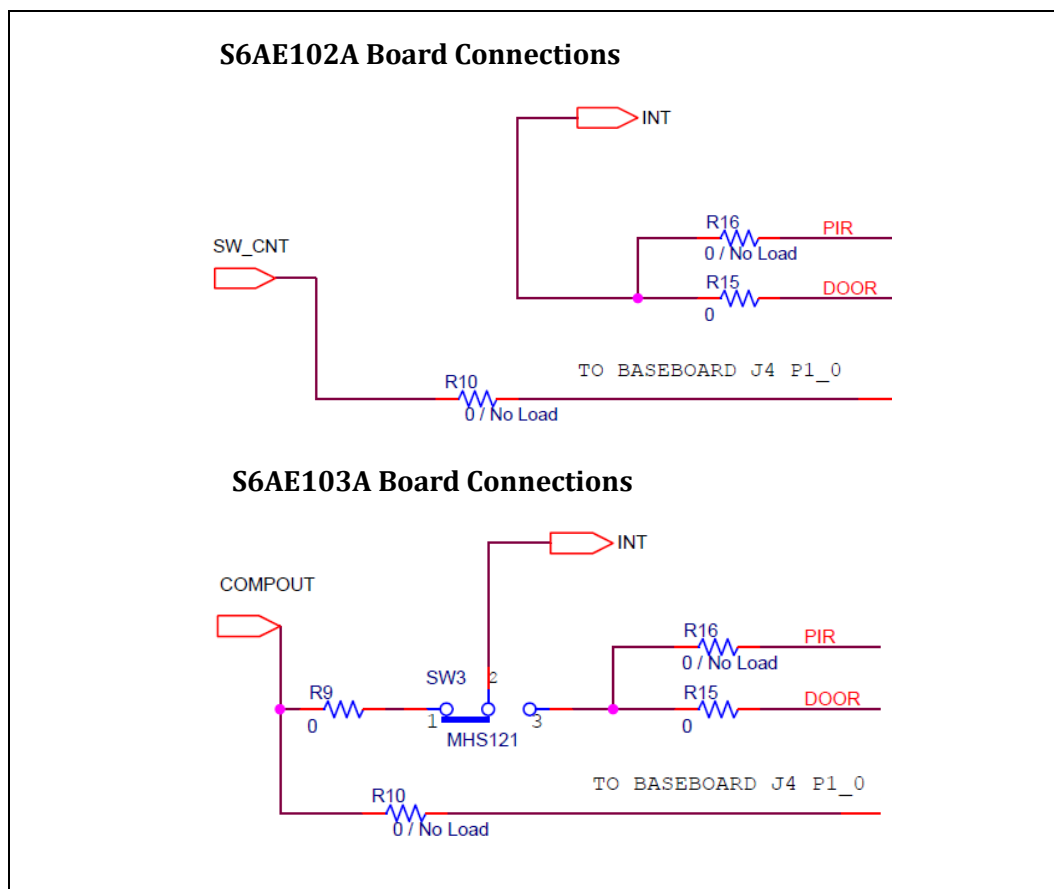 S6AE102A Board Connections
INT
R16
PIR
0 / No Load
SW_CNT
R15
DOOR
0
TO BASEBOARD J4 P1_0
R10
0 / No Load
S6AE103A Board Connections
INT
COMPOUT
R16
PIR
0 / No Load
SW3
2
R9
R15
DOOR
0
1
3
0
MHS121
TO BASEBOARD J4 P1_0
R10
0 / No Load